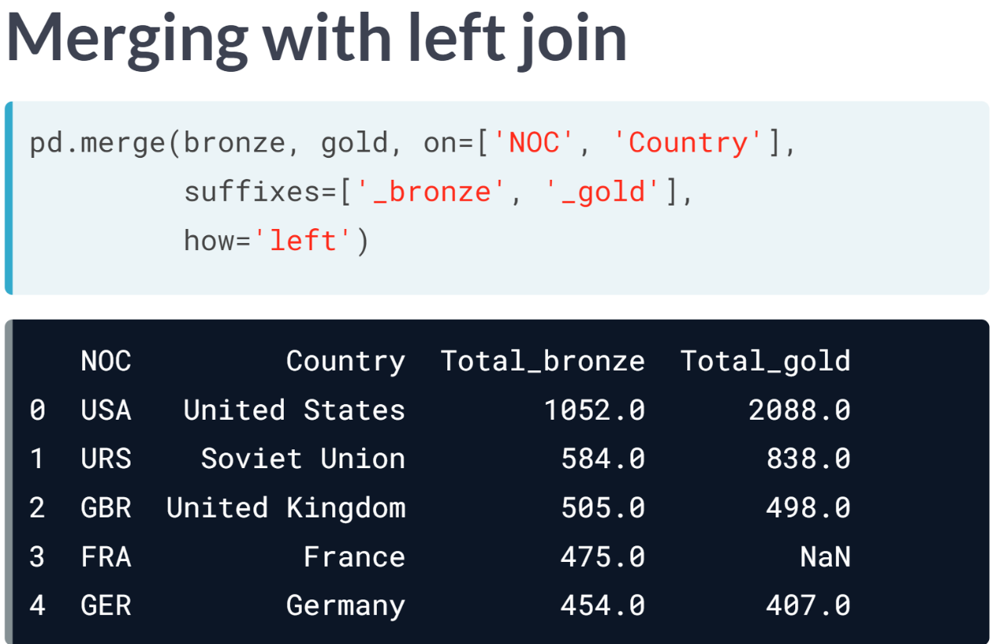 Merging with left join
pd.merge(bronze, gold, on=['NOC', 'Country'],
         suffixes=['_bronze', '_gold'],
         how='left')
   NOC         Country  Total_bronze  Total_gold
0  USA   United States        1052.0      2088.0
1  URS    Soviet Union         584.0       838.0
2  GBR  United Kingdom         505.0       498.0
3  FRA          France         475.0         NaN
4  GER         Germany         454.0       407.0